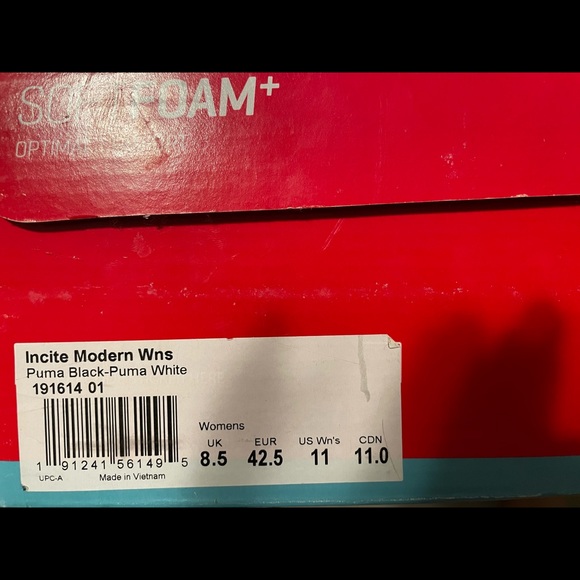 SOFTFOAM+
Incite Modern Wns
Puma Black-Puma White
191614 01
Womens
UK EUR US Wn's CDN
8.5 42.5 11 11.0
1 91241 56149 5
UPC-A Made in Vietnam